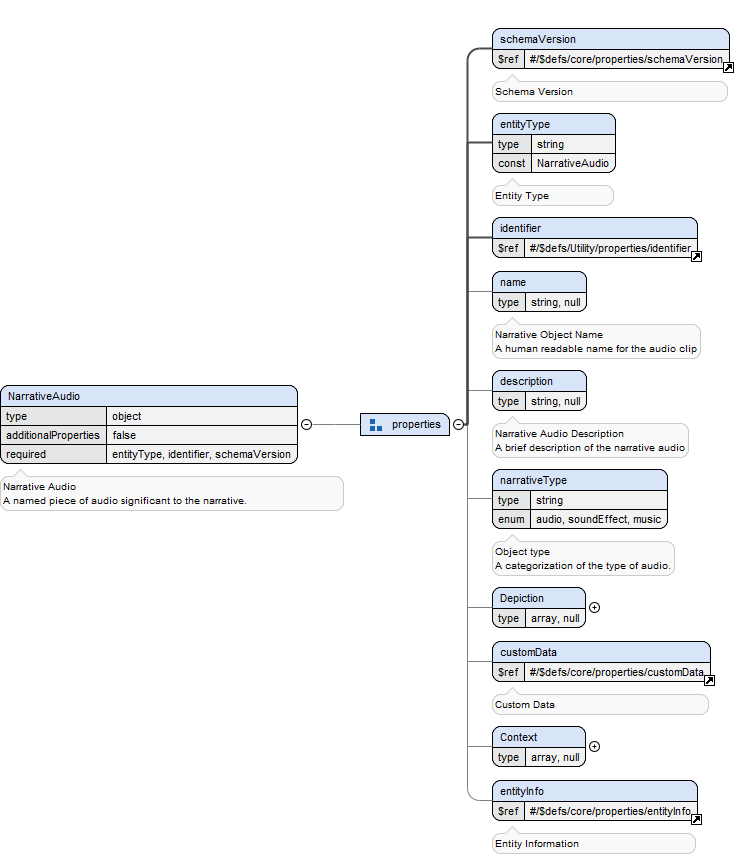 NarrativeAudio
type object
additionalProperties false
required entityType, identifier, schemaVersion
Narrative Audio
A named piece of audio significant to the narrative.
properties
schemaVersion
$ref #/$defs/core/properties/schemaVersion
Schema Version
entityType
type string
const NarrativeAudio
Entity Type
identifier
$ref #/$defs/Utility/properties/identifier
name
type string, null
Narrative Object Name
A human readable name for the audio clip
description
type string, null
Narrative Audio Description
A brief description of the narrative audio
narrativeType
type string
enum audio, soundEffect, music
Object type
A categorization of the type of audio.
Depiction
type array, null
customData
$ref #/$defs/core/properties/customData
Custom Data
Context
type array, null
entityInfo
$ref #/$defs/core/properties/entityInfo
Entity Information